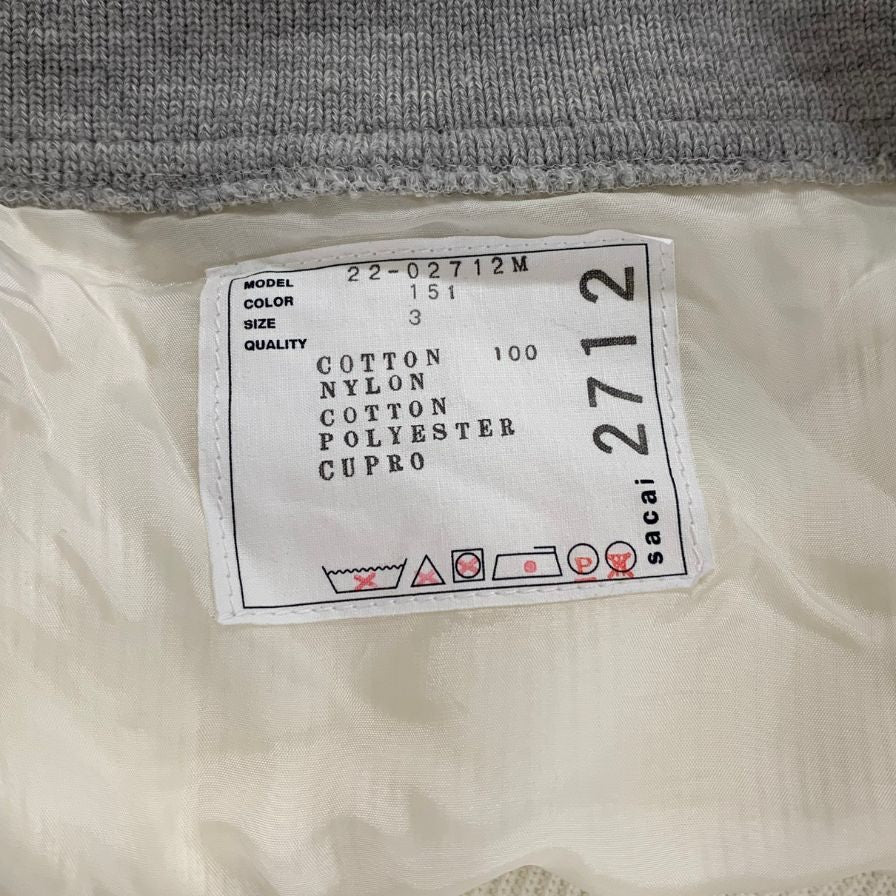 MODEL 22-02712M
COLOR 151
SIZE 3
QUALITY
COTTON 100
NYLON
COTTON
POLYESTER
CUPRO
P
W
sacai 2712